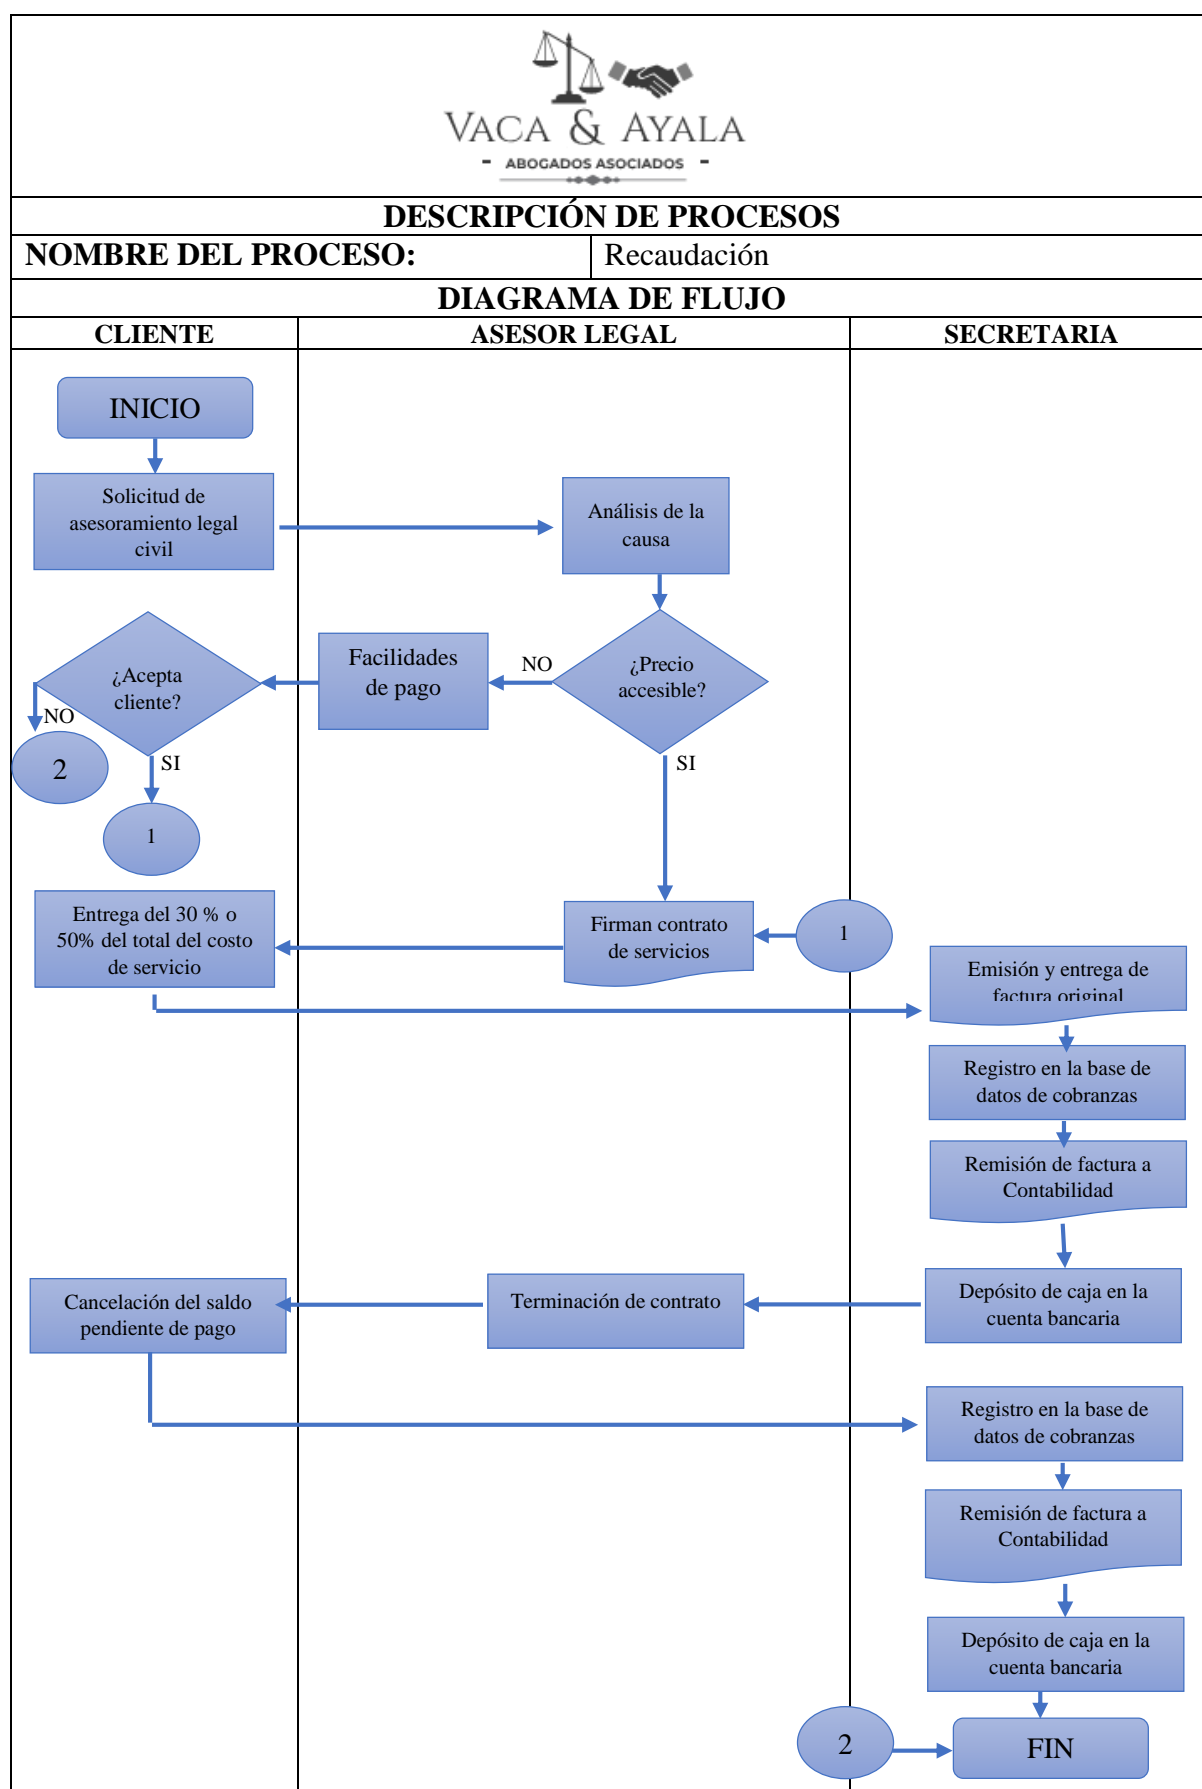 VACA & AYALA
- ABOGADOS ASOCIADOS -
DESCRIPCIÓN DE PROCESOS
NOMBRE DEL PROCESO: Recaudación
DIAGRAMA DE FLUJO
CLIENTE ASESOR LEGAL SECRETARIA
INICIO
Solicitud de
asesoramiento legal
civil
Análisis de la
causa
¿Precio
accesible?
NO
Facilidades
de pago
¿Acepta
cliente?
NO
2
SI
1
SI
Firman contrato
de servicios
1
Entrega del 30 % o
50% del total del costo
de servicio
Emisión y entrega de
factura original
Registro en la base de
datos de cobranzas
Remisión de factura a
Contabilidad
Depósito de caja en la
cuenta bancaria
Terminación de contrato
Cancelación del saldo
pendiente de pago
Registro en la base de
datos de cobranzas
Remisión de factura a
Contabilidad
Depósito de caja en la
cuenta bancaria
2
FIN